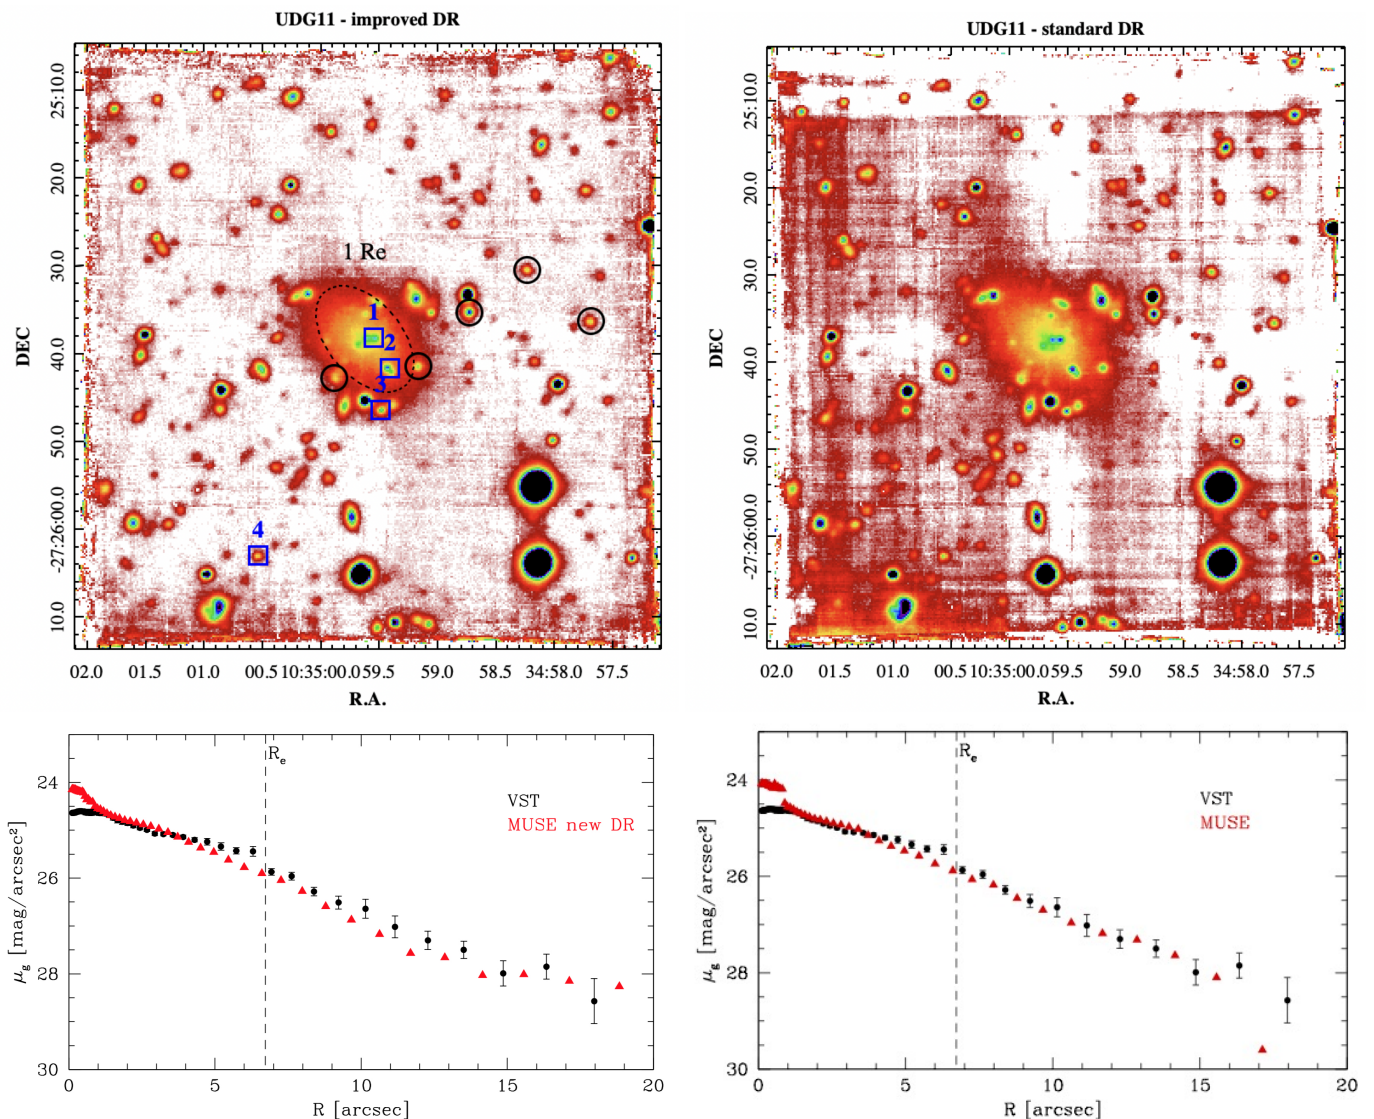 UDG11 - improved DR
UDG11 - standard DR
25:10.0
20.0
30.0
40.0
50.0
-27:26:00.0
10.0
DEC
1 Re
1
2
3
4
02.0 01.5 01.0 00.5 10:35:00.0 59.5 59.0 58.5 34:58.0 57.5
R.A.
25:10.0
20.0
30.0
40.0
50.0
-27:26:00.0
10.0
DEC
02.0 01.5 01.0 00.5 10:35:00.0 59.5 59.0 58.5 34:58.0 57.5
R.A.
24
26
28
30
μg [mag/arcsec²]
Re
VST
MUSE new DR
0 5 10 15 20
R [arcsec]
24
26
28
30
μg [mag/arcsec²]
Re
VST
MUSE
0 5 10 15 20
R [arcsec]